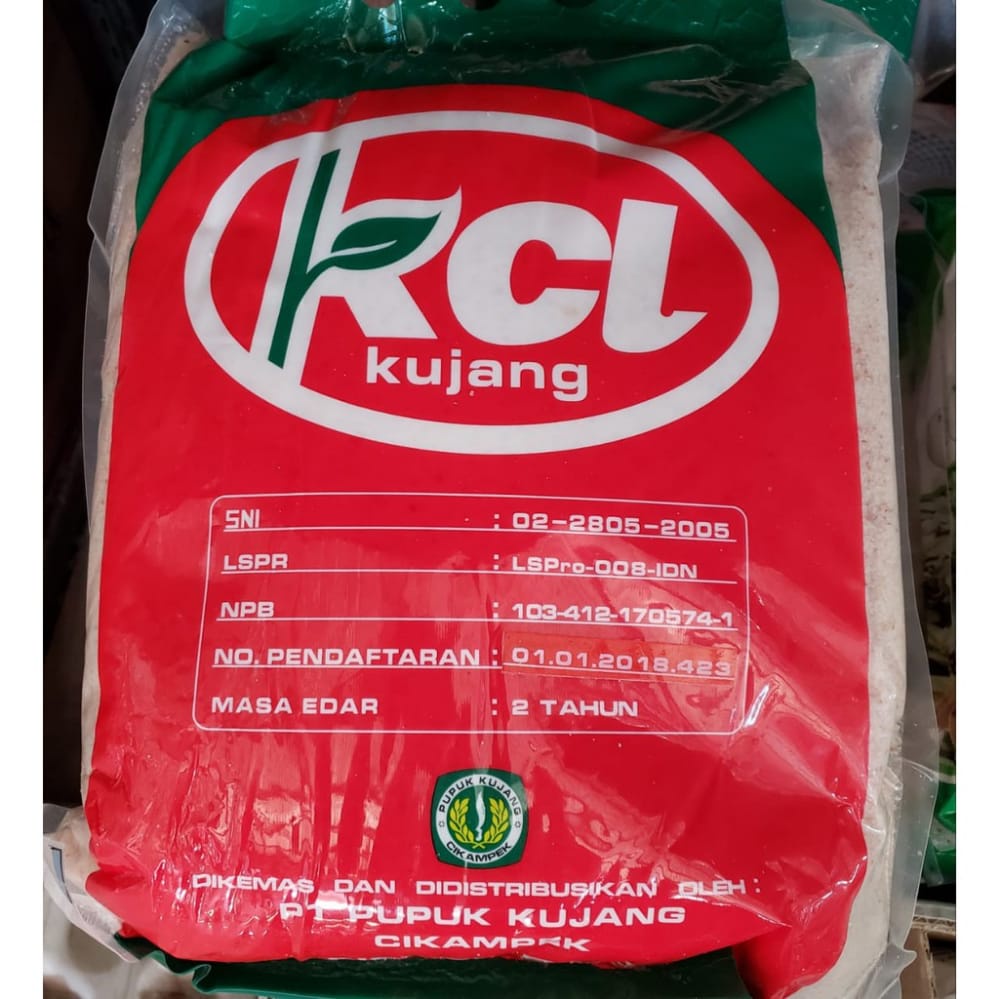 KCL
kujang
SNI : 02-2805-2005
LSPR : LSPro-008-IDN
NPB : 103-412-170574-1
NO. PENDAFTARAN : 01.01.2018.423
MASA EDAR : 2 TAHUN
PUPUK KUJANG
CIKAMPEK
DIKEMAS DAN DIDISTRIBUSIKAN OLEH :
PT PUPUK KUJANG
CIKAMPEK